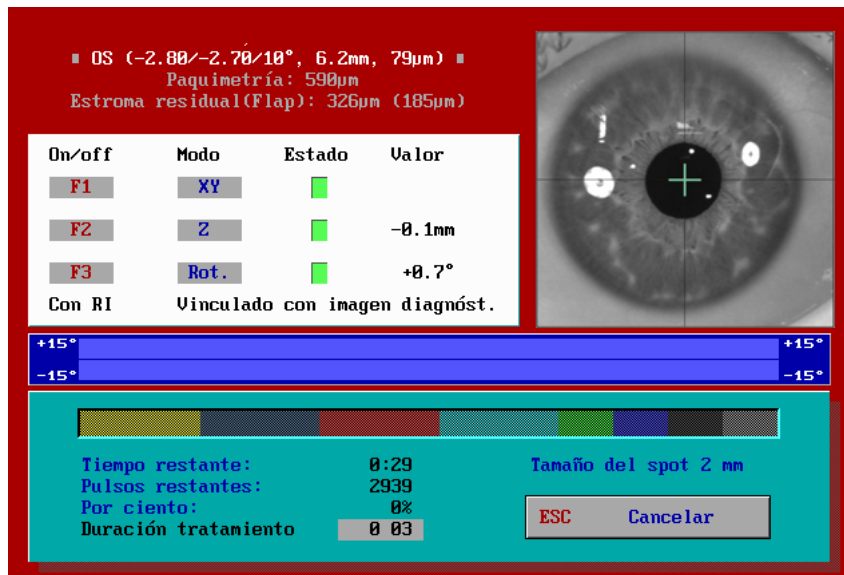 OS (-2.80/-2.70/10°, 6.2mm, 79µm)
Paquimetría: 590µm
Estroma residual(Flap): 326µm (185µm)
On/off Modo Estado Valor
F1 XY
F2 Z -0.1mm
F3 Rot. +0.7°
Con RI Vinculado con imagen diagnóst.
+15° +15°
-15° -15°
Tiempo restante: 0:29 Tamaño del spot 2 mm
Pulsos restantes: 2939
Por ciento: 0%
ESC Cancelar
Duración tratamiento 0 03